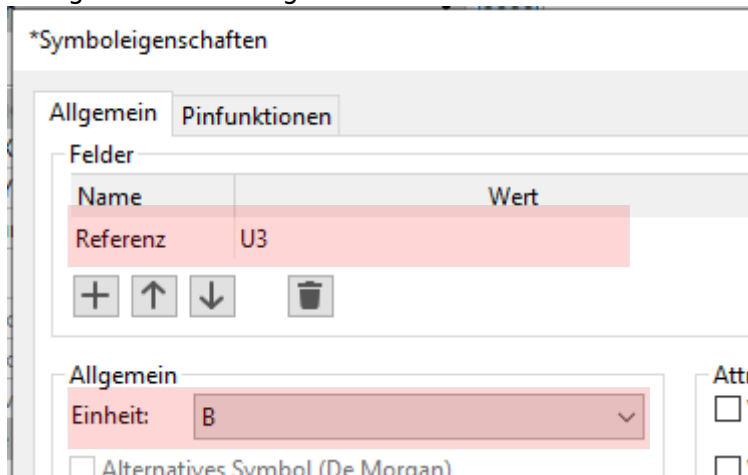 *Symboleigenschaften
Allgemein Pinfunktionen
Felder
Name Wert
Referenz U3
Allgemein
Einheit: B
Alternatives Symbol (De Morgan)